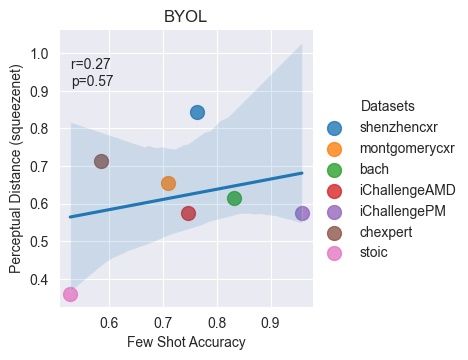 BYOL
r=0.27
p=0.57
1.0
0.9
0.8
0.7
0.6
0.5
0.4
Perceptual Distance (squeezenet)
0.6 0.7 0.8 0.9
Few Shot Accuracy
Datasets
shenzhencxr
montgomerycxr
bach
iChallengeAMD
iChallengePM
chexpert
stoic